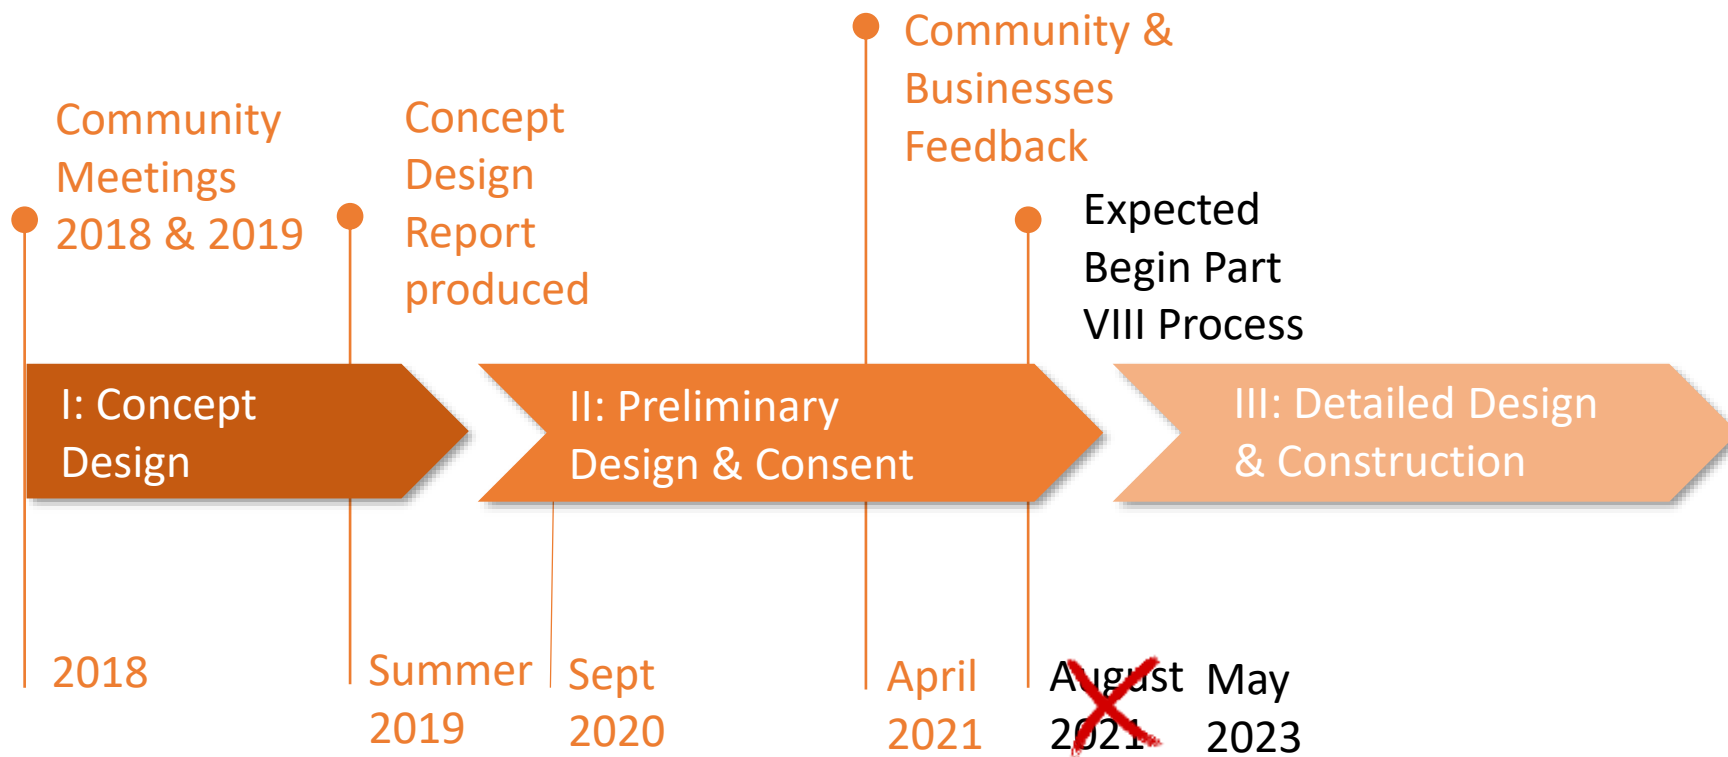 Community
Meetings
2018 & 2019
Concept
Design
Report
produced
Community &
Businesses
Feedback
Expected
Begin Part
VIII Process
I: Concept
Design
II: Preliminary
Design & Consent
III: Detailed Design
& Construction
2018
Summer
2019
Sept
2020
April
2021
August
2021
May
2023